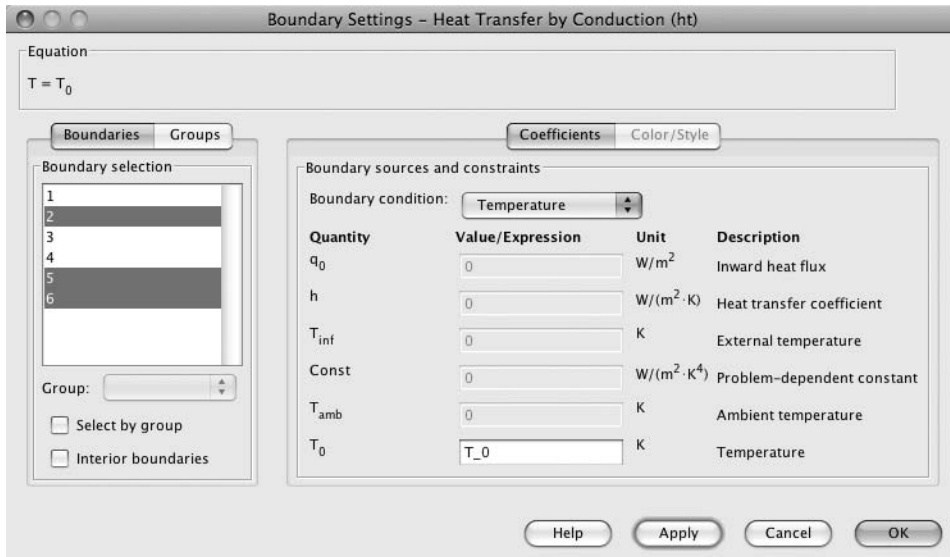 Boundary Settings – Heat Transfer by Conduction (ht)
Equation
T = T0
Boundaries Groups
Boundary selection
1
2
3
4
5
6
Group:
Select by group
Interior boundaries
Coefficients Color/Style
Boundary sources and constraints
Boundary condition: Temperature
Quantity Value/Expression Unit Description
q0 0 W/m2 Inward heat flux
h 0 W/(m2·K) Heat transfer coefficient
Tinf 0 K External temperature
Const 0 W/(m2·K4) Problem-dependent constant
Tamb 0 K Ambient temperature
T0 T_0 K Temperature
Help Apply Cancel OK